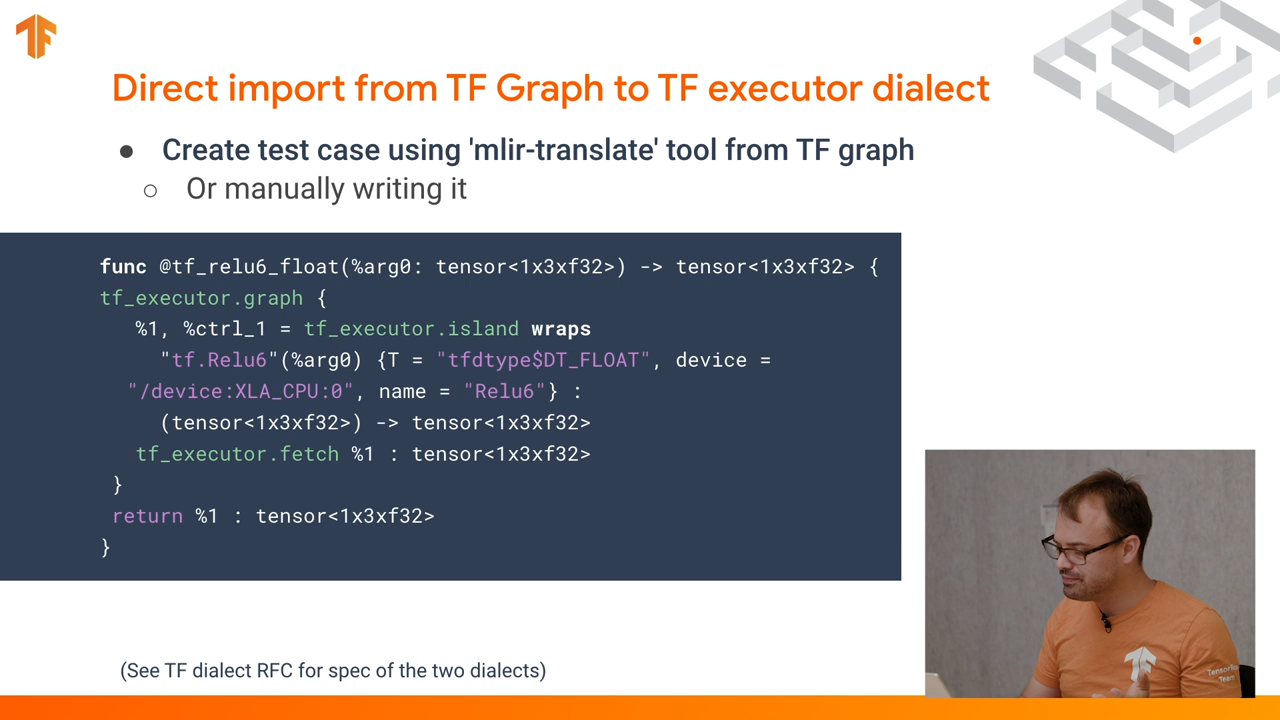 Direct import from TF Graph to TF executor dialect
● Create test case using 'mlir-translate' tool from TF graph
○ Or manually writing it
func @tf_relu6_float(%arg0: tensor<1x3xf32>) -> tensor<1x3xf32> {
tf_executor.graph {
%1, %ctrl_1 = tf_executor.island wraps
"tf.Relu6"(%arg0) {T = "tfdtype$DT_FLOAT", device =
"/device:XLA_CPU:0", name = "Relu6"} :
(tensor<1x3xf32>) -> tensor<1x3xf32>
tf_executor.fetch %1 : tensor<1x3xf32>
}
return %1 : tensor<1x3xf32>
}
(See TF dialect RFC for spec of the two dialects)
Team